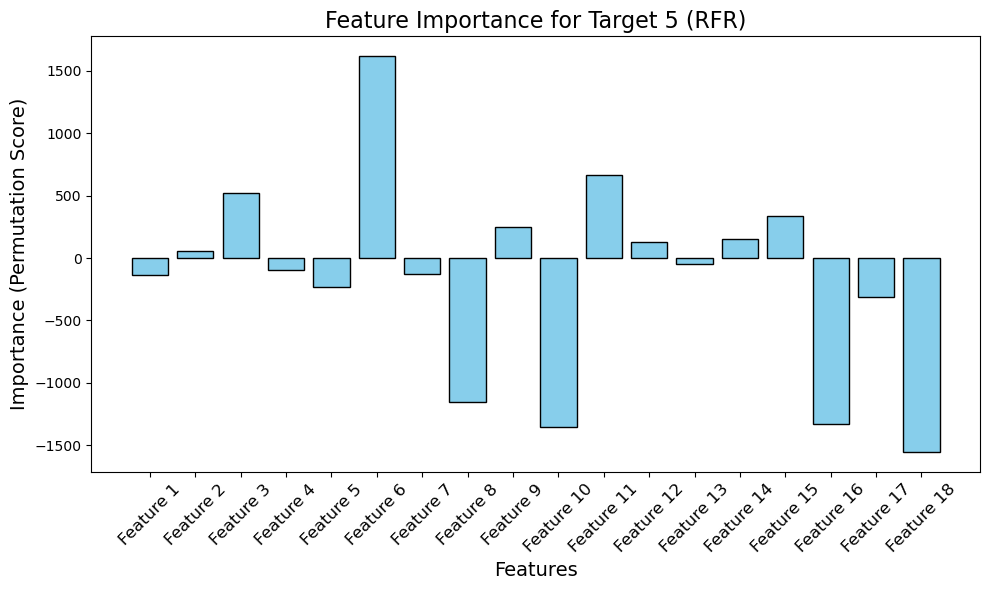 Feature Importance for Target 5 (RFR)
Importance (Permutation Score)
1500
1000
500
0
−500
−1000
−1500
Feature 1
Feature 2
Feature 3
Feature 4
Feature 5
Feature 6
Feature 7
Feature 8
Feature 9
Feature 10
Feature 11
Feature 12
Feature 13
Feature 14
Feature 15
Feature 16
Feature 17
Feature 18
Features